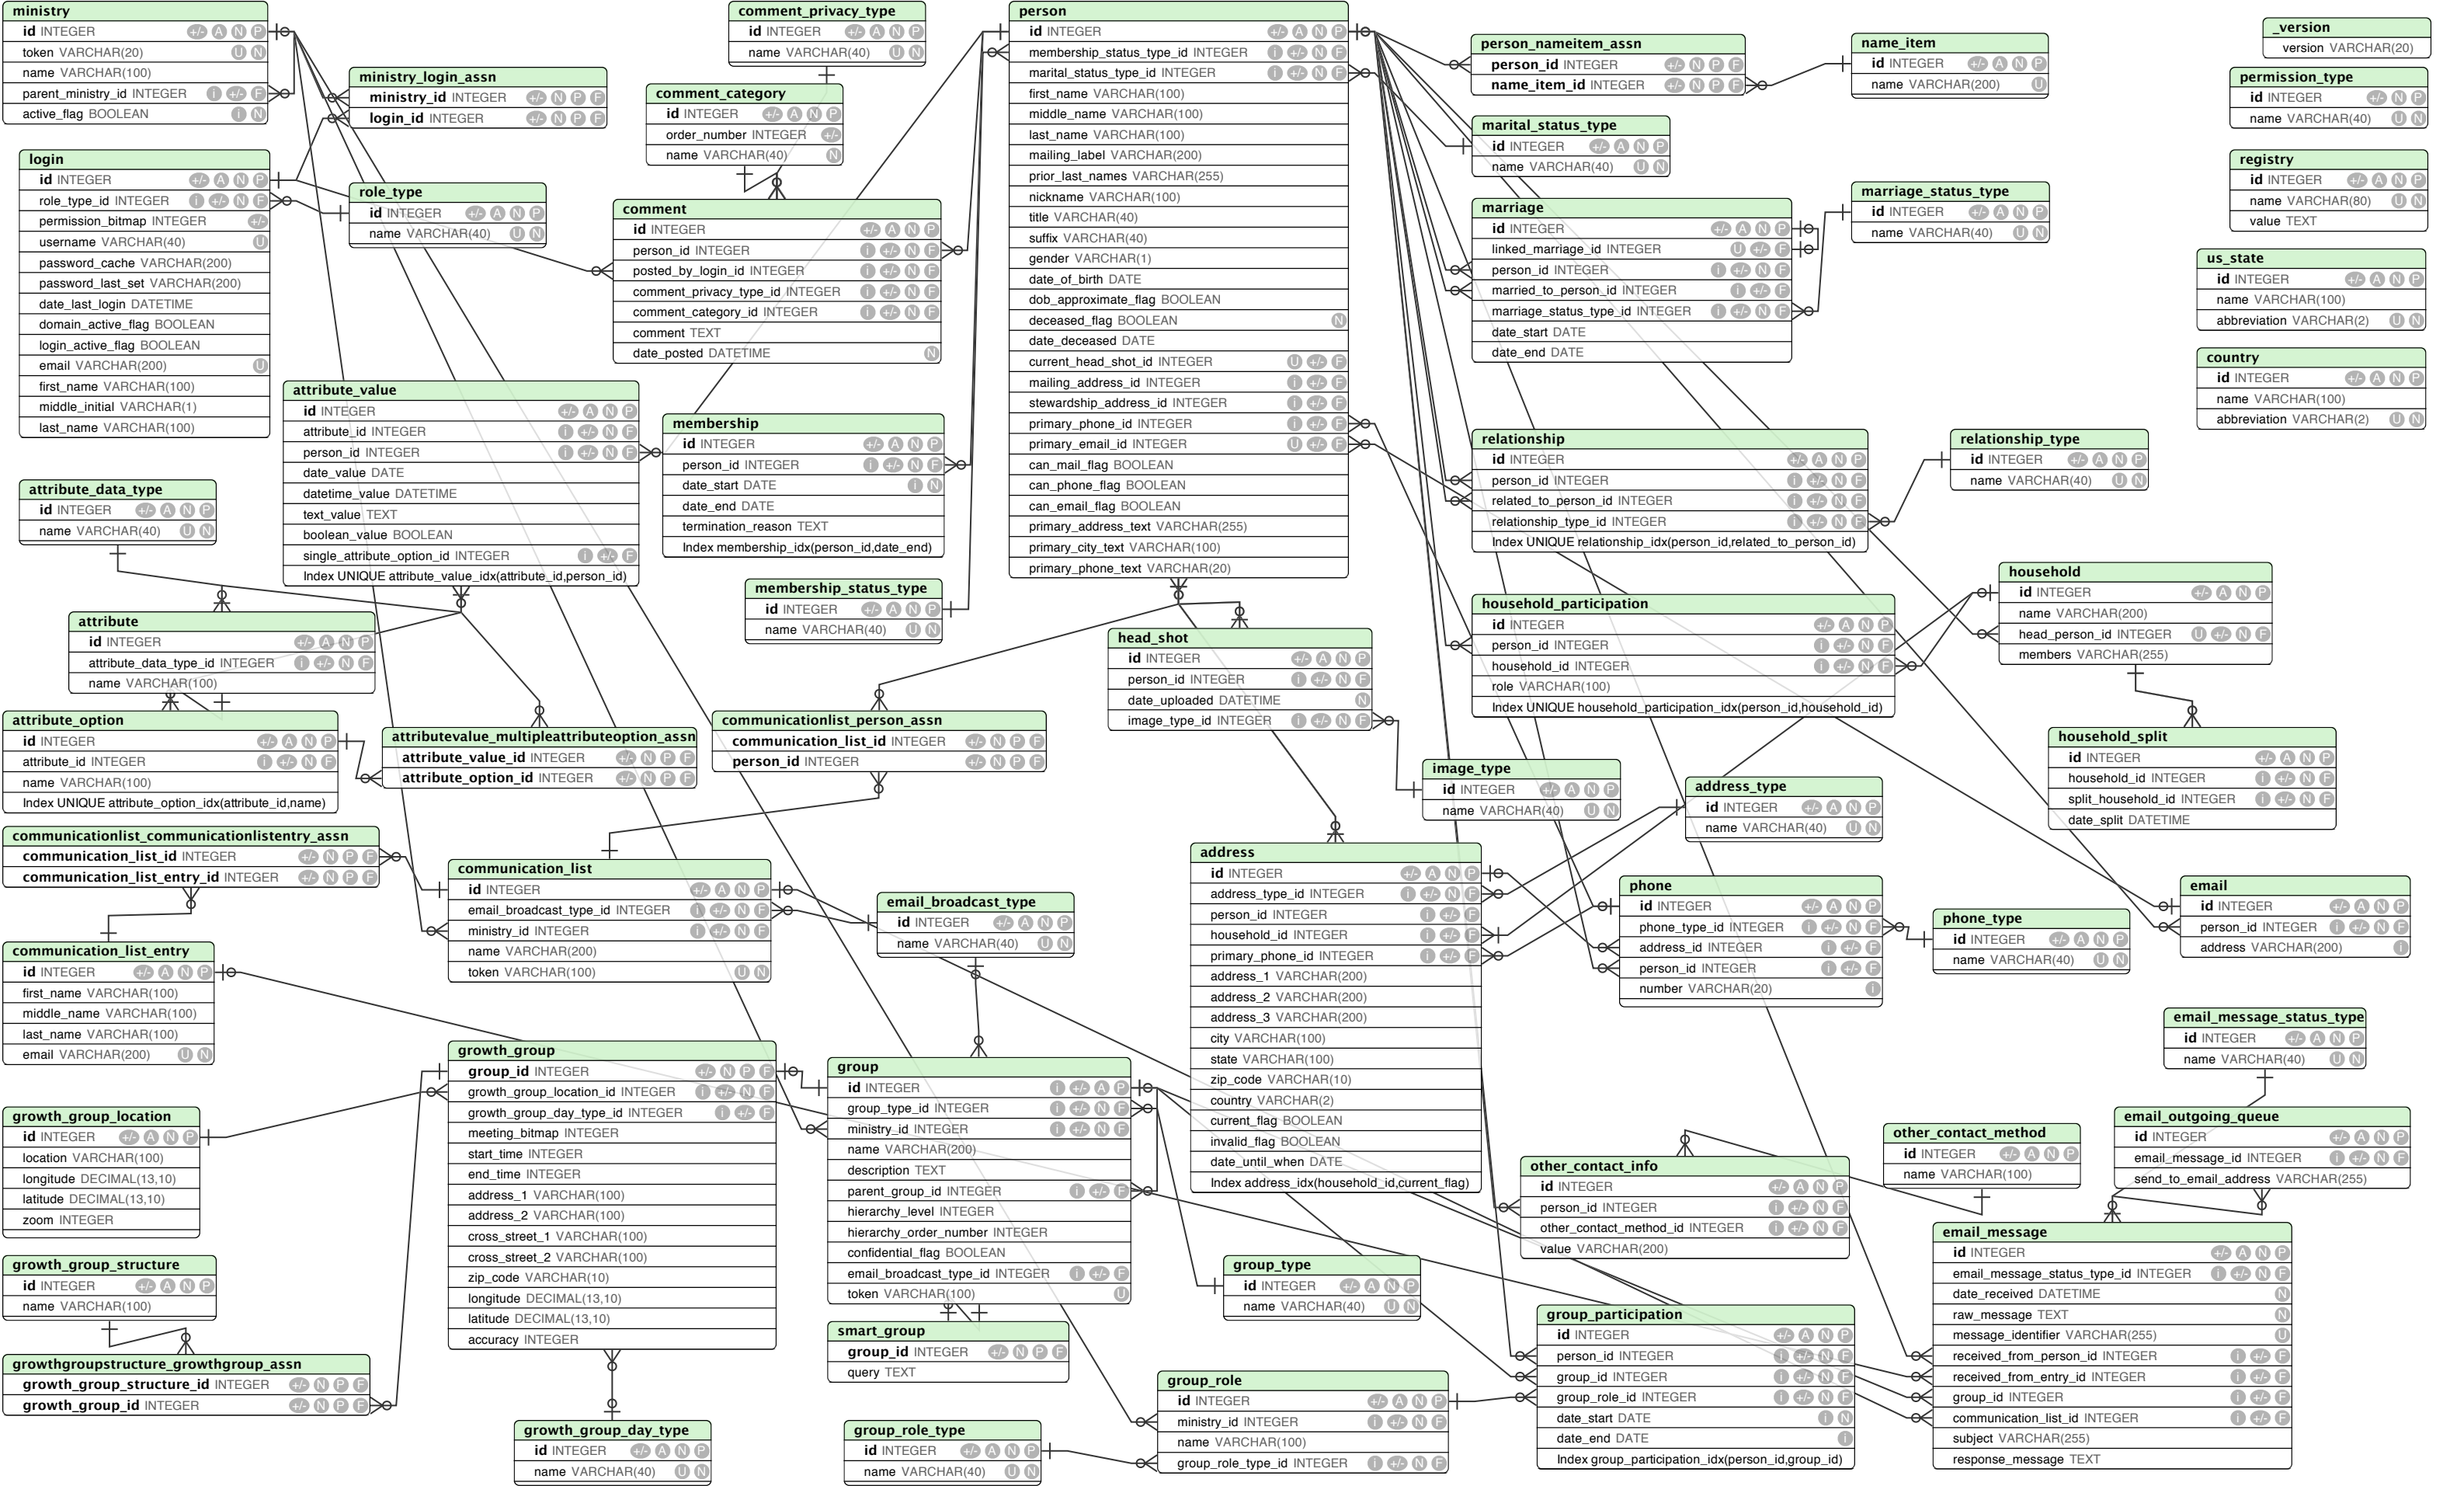 ministry
id INTEGER +/- A N P
token VARCHAR(20) U N
name VARCHAR(100)
parent_ministry_id INTEGER i +/- F
active_flag BOOLEAN i N
ministry_login_assn
ministry_id INTEGER +/- N P F
login_id INTEGER +/- N P F
login
id INTEGER +/- A N P
role_type_id INTEGER i +/- N F
permission_bitmap INTEGER +/-
username VARCHAR(40) U
password_cache VARCHAR(200)
password_last_set VARCHAR(200)
date_last_login DATETIME
domain_active_flag BOOLEAN
login_active_flag BOOLEAN
email VARCHAR(200) U
first_name VARCHAR(100)
middle_initial VARCHAR(1)
last_name VARCHAR(100)
role_type
id INTEGER +/- A N P
name VARCHAR(40) U N
comment_privacy_type
id INTEGER +/- A N P
name VARCHAR(40) U N
comment_category
id INTEGER +/- A N P
order_number INTEGER +/-
name VARCHAR(40) N
comment
id INTEGER +/- A N P
person_id INTEGER i +/- N F
posted_by_login_id INTEGER i +/- N F
comment_privacy_type_id INTEGER i +/- N F
comment_category_id INTEGER i +/- N F
comment TEXT
date_posted DATETIME N
person
id INTEGER +/- A N P
membership_status_type_id INTEGER i +/- N F
marital_status_type_id INTEGER i +/- N F
first_name VARCHAR(100)
middle_name VARCHAR(100)
last_name VARCHAR(100)
mailing_label VARCHAR(200)
prior_last_names VARCHAR(255)
nickname VARCHAR(100)
title VARCHAR(40)
suffix VARCHAR(40)
gender VARCHAR(1)
date_of_birth DATE
dob_approximate_flag BOOLEAN
deceased_flag BOOLEAN N
date_deceased DATE
current_head_shot_id INTEGER U +/- F
mailing_address_id INTEGER i +/- F
stewardship_address_id INTEGER i +/- F
primary_phone_id INTEGER i +/- F
primary_email_id INTEGER U +/- F
can_mail_flag BOOLEAN
can_phone_flag BOOLEAN
can_email_flag BOOLEAN
primary_address_text VARCHAR(255)
primary_city_text VARCHAR(100)
primary_phone_text VARCHAR(20)
person_nameitem_assn
person_id INTEGER +/- N P F
name_item_id INTEGER +/- N P F
name_item
id INTEGER +/- A N P
name VARCHAR(200) U
marital_status_type
id INTEGER +/- A N P
name VARCHAR(40) U N
marriage
id INTEGER +/- A N P
linked_marriage_id INTEGER U +/- F
person_id INTEGER i +/- N F
married_to_person_id INTEGER i +/- F
marriage_status_type_id INTEGER i +/- N F
date_start DATE
date_end DATE
marriage_status_type
id INTEGER +/- A N P
name VARCHAR(40) U N
_version
version VARCHAR(20)
permission_type
id INTEGER +/- N P
name VARCHAR(40) U N
registry
id INTEGER +/- A N P
name VARCHAR(80) U N
value TEXT
us_state
id INTEGER +/- A N P
name VARCHAR(100)
abbreviation VARCHAR(2) U N
country
id INTEGER +/- A N P
name VARCHAR(100)
abbreviation VARCHAR(2) U N
attribute_value
id INTEGER +/- A N P
attribute_id INTEGER i +/- N F
person_id INTEGER i +/- N F
date_value DATE
datetime_value DATETIME
text_value TEXT
boolean_value BOOLEAN
single_attribute_option_id INTEGER i +/- F
Index UNIQUE attribute_value_idx(attribute_id,person_id)
membership
id INTEGER +/- A N P
person_id INTEGER i +/- N F
date_start DATE i N
date_end DATE
termination_reason TEXT
Index membership_idx(person_id,date_end)
membership_status_type
id INTEGER +/- A N P
name VARCHAR(40) U N
relationship
id INTEGER +/- A N P
person_id INTEGER i +/- N F
related_to_person_id INTEGER i +/- N F
relationship_type_id INTEGER i +/- N F
Index UNIQUE relationship_idx(person_id,related_to_person_id)
relationship_type
id INTEGER +/- A N P
name VARCHAR(40) U N
attribute_data_type
id INTEGER +/- A N P
name VARCHAR(40) U N
attribute
id INTEGER +/- A N P
attribute_data_type_id INTEGER i +/- N F
name VARCHAR(100)
household_participation
id INTEGER +/- A N P
person_id INTEGER i +/- N F
household_id INTEGER i +/- N F
role VARCHAR(100)
Index UNIQUE household_participation_idx(person_id,household_id)
household
id INTEGER +/- A N P
name VARCHAR(200)
head_person_id INTEGER U +/- N F
members VARCHAR(255)
household_split
id INTEGER +/- A N P
household_id INTEGER i +/- N F
split_household_id INTEGER i +/- N F
date_split DATETIME
head_shot
id INTEGER +/- A N P
person_id INTEGER i +/- N F
date_uploaded DATETIME N
image_type_id INTEGER i +/- N F
attribute_option
id INTEGER +/- A N P
attribute_id INTEGER i +/- N F
name VARCHAR(100)
Index UNIQUE attribute_option_idx(attribute_id,name)
attributevalue_multipleattributeoption_assn
attribute_value_id INTEGER +/- N P F
attribute_option_id INTEGER +/- N P F
communicationlist_person_assn
communication_list_id INTEGER +/- N P F
person_id INTEGER +/- N P F
image_type
id INTEGER +/- A N P
name VARCHAR(40) U N
address_type
id INTEGER +/- A N P
name VARCHAR(40) U N
communicationlist_communicationlistentry_assn
communication_list_id INTEGER +/- N P F
communication_list_entry_id INTEGER +/- N P F
communication_list
id INTEGER +/- A N P
email_broadcast_type_id INTEGER i +/- N F
ministry_id INTEGER i +/- N F
name VARCHAR(200)
token VARCHAR(100) U N
email_broadcast_type
id INTEGER +/- A N P
name VARCHAR(40) U N
address
id INTEGER +/- A N P
address_type_id INTEGER i +/- N F
person_id INTEGER i +/- F
household_id INTEGER i +/- F
primary_phone_id INTEGER i +/- F
address_1 VARCHAR(200)
address_2 VARCHAR(200)
address_3 VARCHAR(200)
city VARCHAR(100)
state VARCHAR(100)
zip_code VARCHAR(10)
country VARCHAR(2)
current_flag BOOLEAN
invalid_flag BOOLEAN
date_until_when DATE
Index address_idx(household_id,current_flag)
phone
id INTEGER +/- A N P
phone_type_id INTEGER i +/- N F
address_id INTEGER i +/- F
person_id INTEGER i +/- F
number VARCHAR(20) i
phone_type
id INTEGER +/- A N P
name VARCHAR(40) U N
email
id INTEGER +/- A N P
person_id INTEGER i +/- N F
address VARCHAR(200) i
communication_list_entry
id INTEGER +/- A N P
first_name VARCHAR(100)
middle_name VARCHAR(100)
last_name VARCHAR(100)
email VARCHAR(200) U N
growth_group
group_id INTEGER +/- N P F
growth_group_location_id INTEGER i +/- N F
growth_group_day_type_id INTEGER i +/- F
meeting_bitmap INTEGER
start_time INTEGER
end_time INTEGER
address_1 VARCHAR(100)
address_2 VARCHAR(100)
cross_street_1 VARCHAR(100)
cross_street_2 VARCHAR(100)
zip_code VARCHAR(10)
longitude DECIMAL(13,10)
latitude DECIMAL(13,10)
accuracy INTEGER
group
id INTEGER i +/- A P
group_type_id INTEGER i +/- N F
ministry_id INTEGER i +/- N F
name VARCHAR(200)
description TEXT
parent_group_id INTEGER i +/- F
hierarchy_level INTEGER
hierarchy_order_number INTEGER
confidential_flag BOOLEAN
email_broadcast_type_id INTEGER i +/- F
token VARCHAR(100) U
email_message_status_type
id INTEGER +/- A N P
name VARCHAR(40) U N
growth_group_location
id INTEGER +/- A N P
location VARCHAR(100)
longitude DECIMAL(13,10)
latitude DECIMAL(13,10)
zoom INTEGER
other_contact_method
id INTEGER +/- A N P
name VARCHAR(100)
email_outgoing_queue
id INTEGER +/- A N P
email_message_id INTEGER i +/- N F
send_to_email_address VARCHAR(255)
other_contact_info
id INTEGER +/- A N P
person_id INTEGER i +/- N F
other_contact_method_id INTEGER i +/- N F
value VARCHAR(200)
email_message
id INTEGER +/- A N P
email_message_status_type_id INTEGER i +/- N F
date_received DATETIME N
raw_message TEXT N
message_identifier VARCHAR(255) U
received_from_person_id INTEGER i +/- F
received_from_entry_id INTEGER i +/- F
group_id INTEGER i +/- F
communication_list_id INTEGER i +/- F
subject VARCHAR(255)
response_message TEXT
growth_group_structure
id INTEGER +/- A N P
name VARCHAR(100)
growthgroupstructure_growthgroup_assn
growth_group_structure_id INTEGER +/- N P F
growth_group_id INTEGER +/- N P F
smart_group
group_id INTEGER +/- N P F
query TEXT
group_type
id INTEGER +/- A N P
name VARCHAR(40) U N
group_participation
id INTEGER +/- A N P
person_id INTEGER i +/- N F
group_id INTEGER i +/- N F
group_role_id INTEGER i +/- N F
date_start DATE i N
date_end DATE i
Index group_participation_idx(person_id,group_id)
group_role
id INTEGER +/- A N P
ministry_id INTEGER i +/- N F
name VARCHAR(100)
group_role_type_id INTEGER i +/- N F
growth_group_day_type
id INTEGER +/- A N P
name VARCHAR(40) U N
group_role_type
id INTEGER +/- A N P
name VARCHAR(40) U N